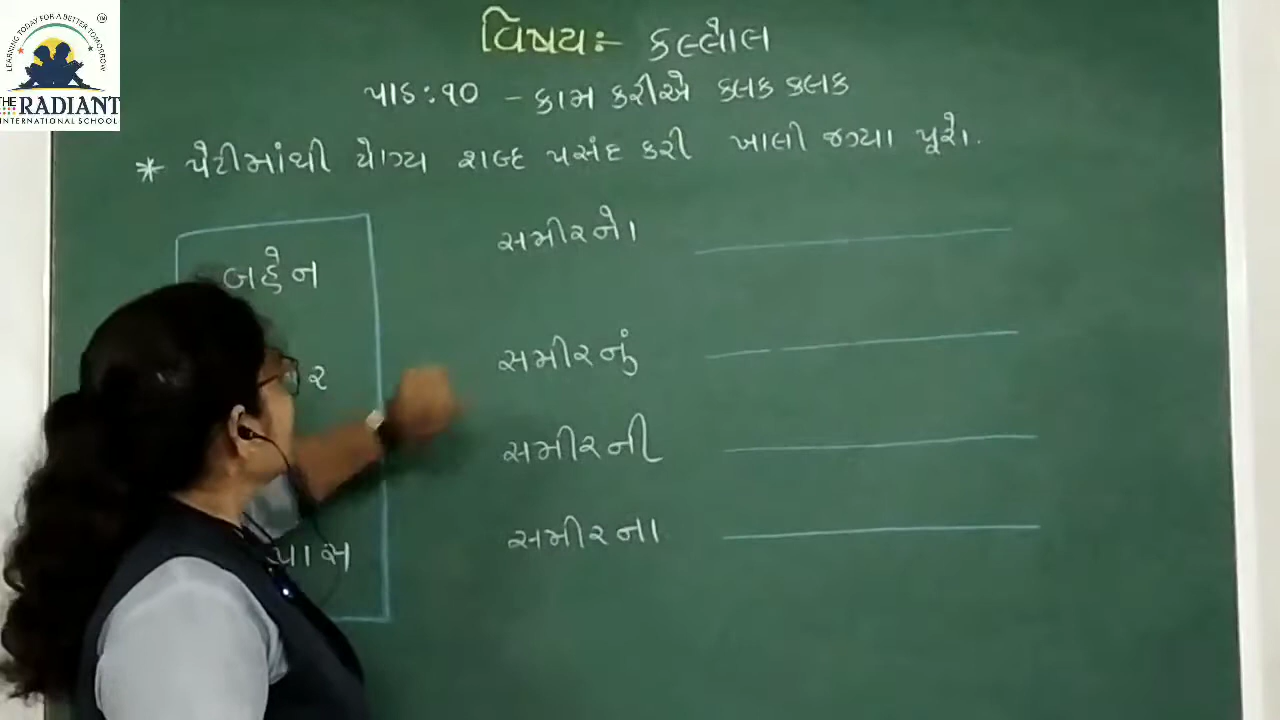 LEARNING TODAY FOR A BETTER TOMORROW
TM
THE RADIANT
INTERNATIONAL SCHOOL
વિષયઃ- કલ્લોલ
પાઠ : ૧૦ - કામ કરીએ કલક કલક
* પેટીમાંથી યોગ્ય શબ્દ પસંદ કરી ખાલી જગ્યા પૂરો.
બહેન
ર
પાસ
સમીરનો
સમીરનું
સમીરની
સમીરના